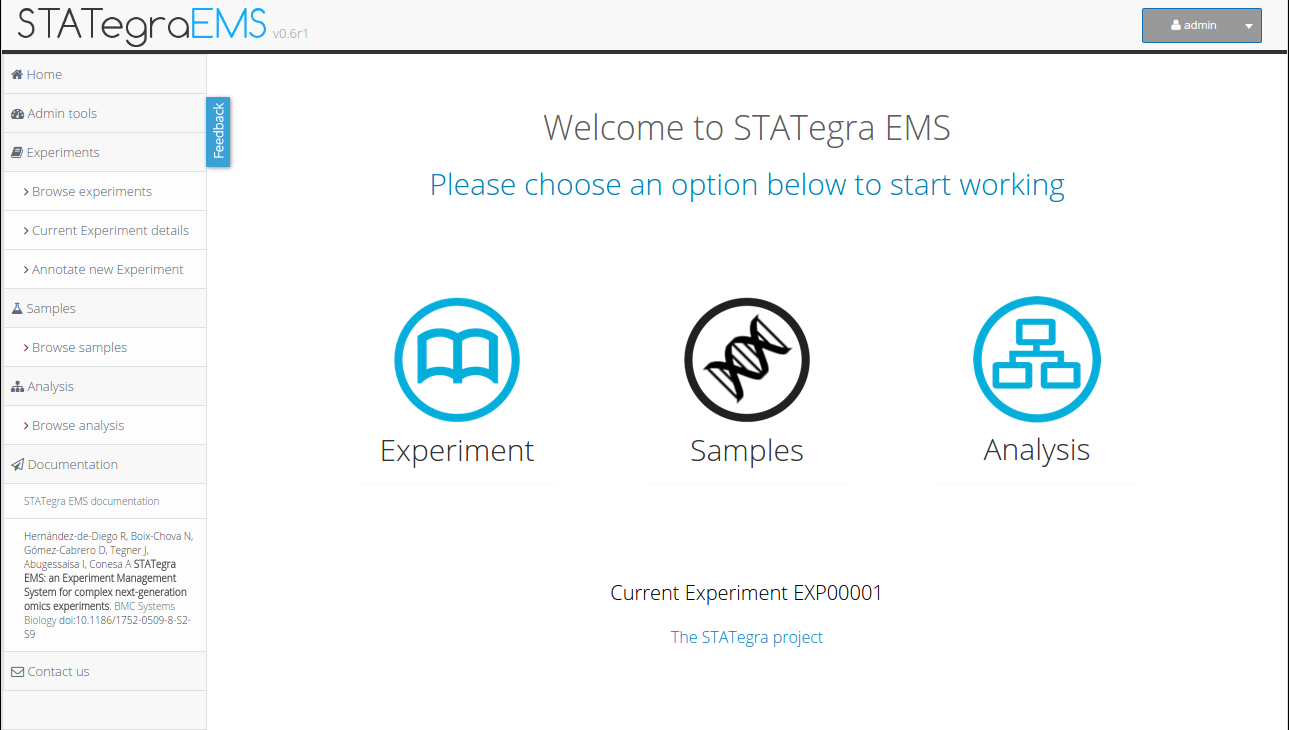 STATegraEMS v0.6r1
admin
Home
Admin tools
Feedback
Experiments
Browse experiments
Current Experiment details
Annotate new Experiment
Samples
Browse samples
Analysis
Browse analysis
Documentation
STATegra EMS documentation
Hernández-de-Diego R, Boix-Chova N,
Gómez-Cabrero D, Tegner J,
Abugessaisa I, Conesa A STATegra
EMS: an Experiment Management
System for complex next-generation
omics experiments. BMC Systems
Biology doi:10.1186/1752-0509-8-S2-
S9
Contact us
Welcome to STATegra EMS
Please choose an option below to start working
Experiment
Samples
Analysis
Current Experiment EXP00001
The STATegra project